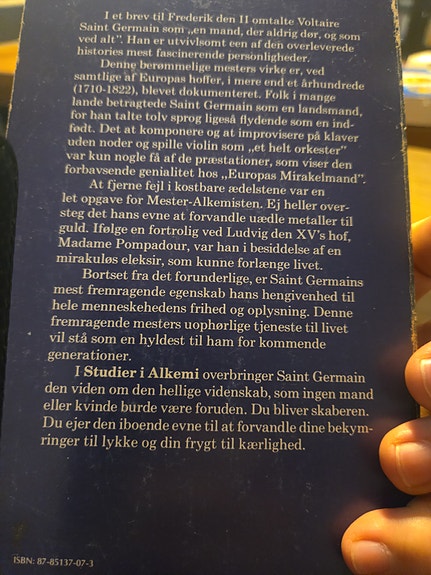 I et brev til Frederik den II omtalte Voltaire
Saint Germain som „en mand, der aldrig dør, og som
ved alt”. Han er utvivlsomt een af den overleverede
histories mest fascinerende personligheder.
Denne berømmelige mesters virke er, ved
samtlige af Europas hoffer, i mere end et århundrede
(1710-1822), blevet dokumenteret. Folk i mange
lande betragtede Saint Germain som en landsmand,
for han talte tolv sprog ligeså flydende som en ind-
født. Det at komponere og at improvisere på klaver
uden noder og spille violin som „et helt orkester”
var kun nogle få af de præstationer, som viser den
forbavsende genialitet hos „Europas Mirakelmand”.
At fjerne fejl i kostbare ædelstene var en
let opgave for Mester-Alkemisten. Ej heller over-
steg det hans evne at forvandle uædle metaller til
guld. Ifølge en fortrolig ved Ludvig den XV's hof,
Madame Pompadour, var han i besiddelse af en
mirakuløs eleksir, som kunne forlænge livet.
Bortset fra det forunderlige, er Saint Germains
mest fremragende egenskab hans hengivenhed til
hele menneskehedens frihed og oplysning. Denne
fremragende mesters uophørlige tjeneste til livet
vil stå som en hyldest til ham for kommende
generationer.
I Studier i Alkemi overbringer Saint Germain
den viden om den hellige videnskab, som ingen mand
eller kvinde burde være foruden. Du bliver skaberen.
Du ejer den iboende evne til at forvandle dine bekym-
ringer til lykke og din frygt til kærlighed.
ISBN: 87-85137-07-3